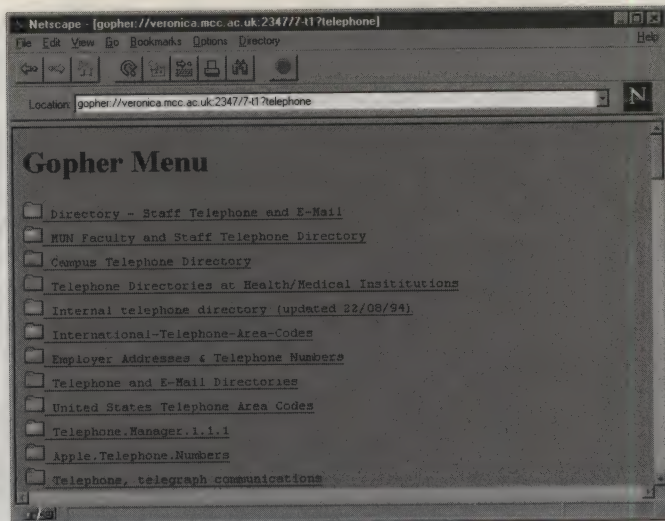 Netscape - [gopher://veronica.mcc.ac.uk:2347/7-t1?telephone]
File Edit View Go Bookmarks Options Directory Help
Location: gopher://veronica.mcc.ac.uk:2347/7-t1?telephone
N
Gopher Menu
Directory - Staff Telephone and E-Mail
MUN Faculty and Staff Telephone Directory
Campus Telephone Directory
Telephone Directories at Health/Medical Insititutions
Internal telephone directory (updated 22/08/94)
International-Telephone-Area-Codes
Employer Addresses & Telephone Numbers
Telephone and E-Mail Directories
United States Telephone Area Codes
Telephone.Manager.1.1.1
Apple.Telephone.Numbers
Telephone, telegraph communications